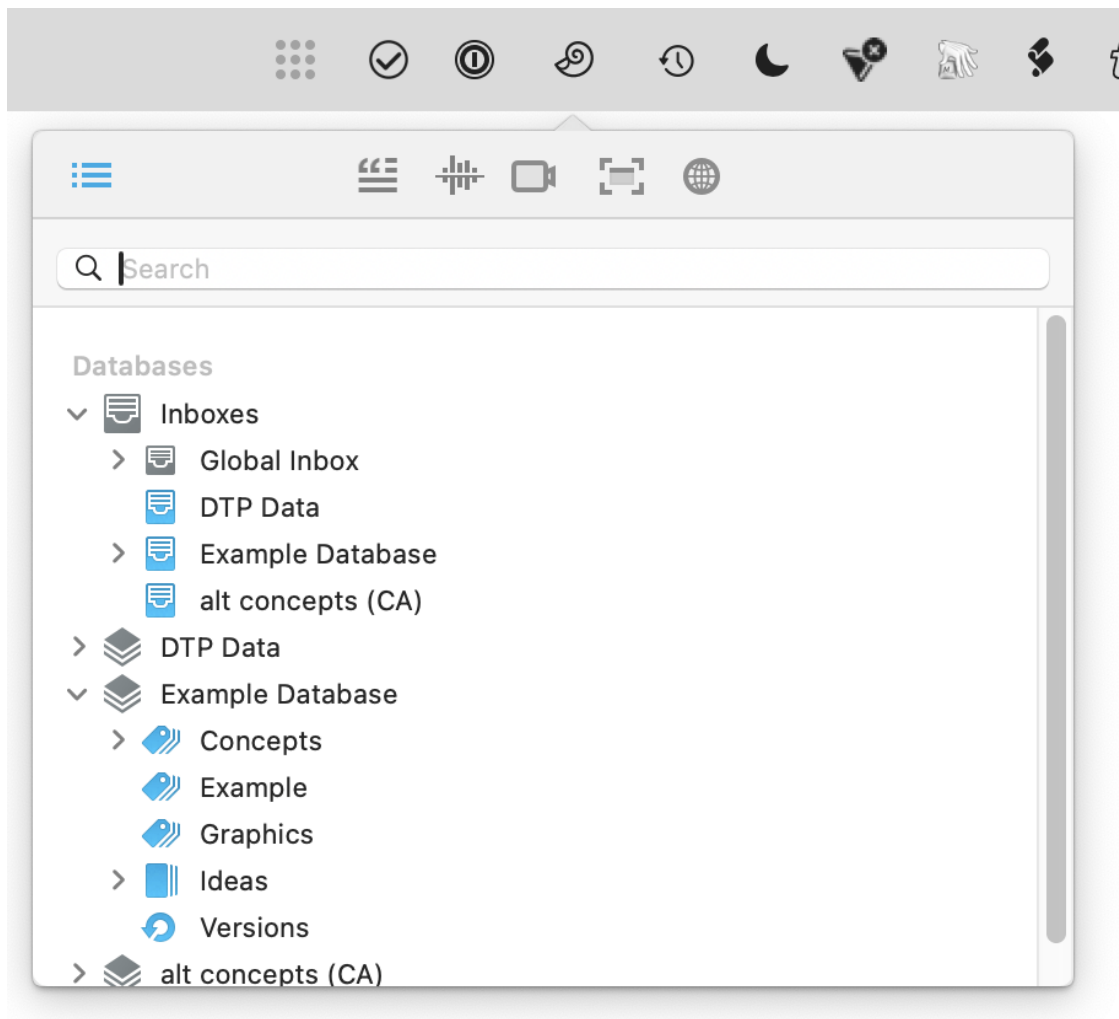 Search
Databases
Inboxes
Global Inbox
DTP Data
Example Database
alt concepts (CA)
DTP Data
Example Database
Concepts
Example
Graphics
Ideas
Versions
alt concepts (CA)